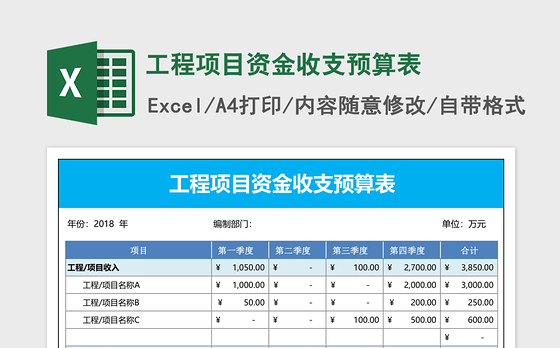 X
工程项目资金收支预算表
Excel/A4打印/内容随意修改/自带格式
工程项目资金收支预算表
年份：2018 年 编制部门： 单位：万元
项目 第一季度 第二季度 第三季度 第四季度 合计
工程/项目收入 ¥ 1,050.00 ¥ - ¥ 100.00 ¥ 2,700.00 ¥ 3,850.00
工程/项目名称A ¥ 1,000.00 ¥ - ¥ - ¥ 2,000.00 ¥ 3,000.00
工程/项目名称B ¥ 50.00 ¥ - ¥ - ¥ 200.00 ¥ 250.00
工程/项目名称C ¥ - ¥ - ¥ 100.00 ¥ 500.00 ¥ 600.00
¥ -